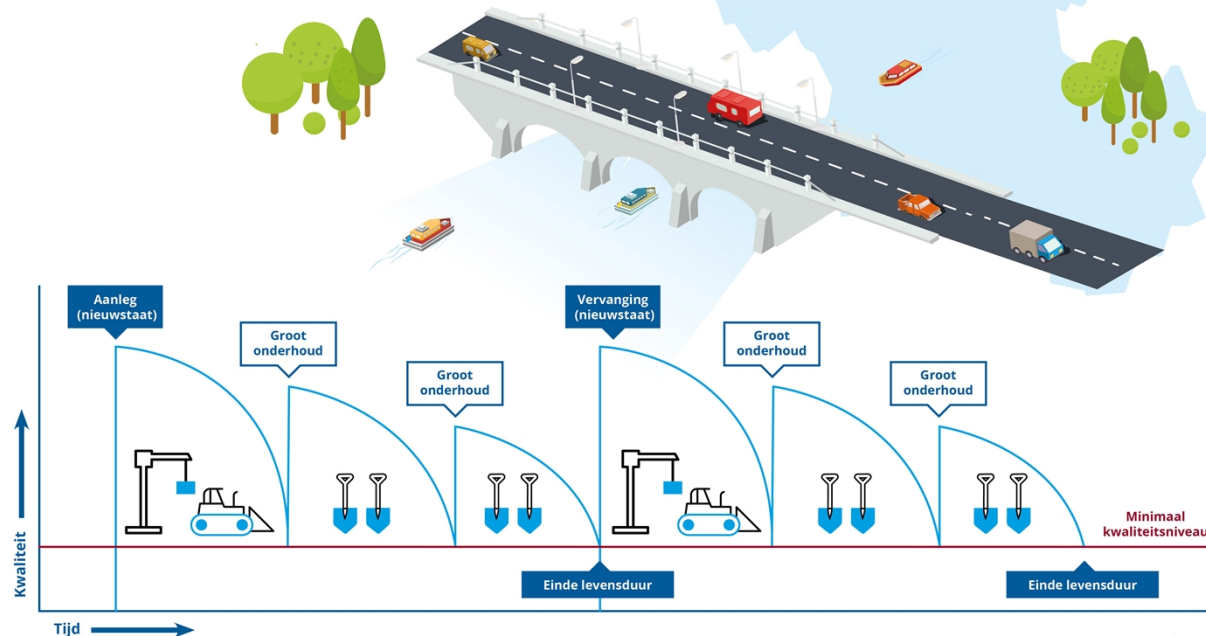 Aanleg
(nieuwstaat)
Groot
onderhoud
Groot
onderhoud
Vervanging
(nieuwstaat)
Groot
onderhoud
Groot
onderhoud
Kwaliteit
Minimaal
kwaliteitsniveau
Einde levensduur
Einde levensduur
Tijd